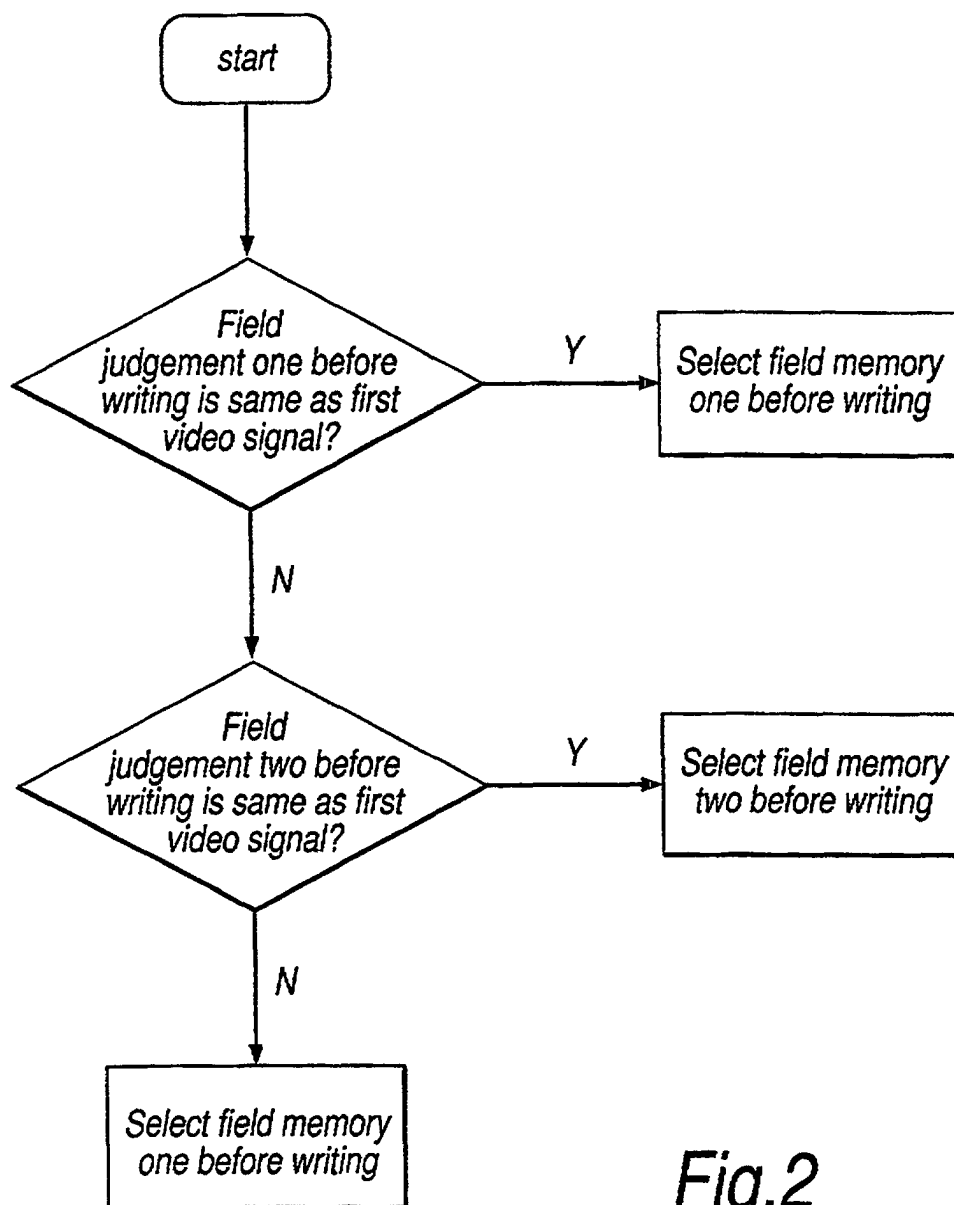 start
Field
judgement one before
writing is same as first
video signal?
Y
Select field memory
one before writing
N
Field
judgement two before
writing is same as first
video signal?
Y
Select field memory
two before writing
N
Select field memory
one before writing
Fig.2